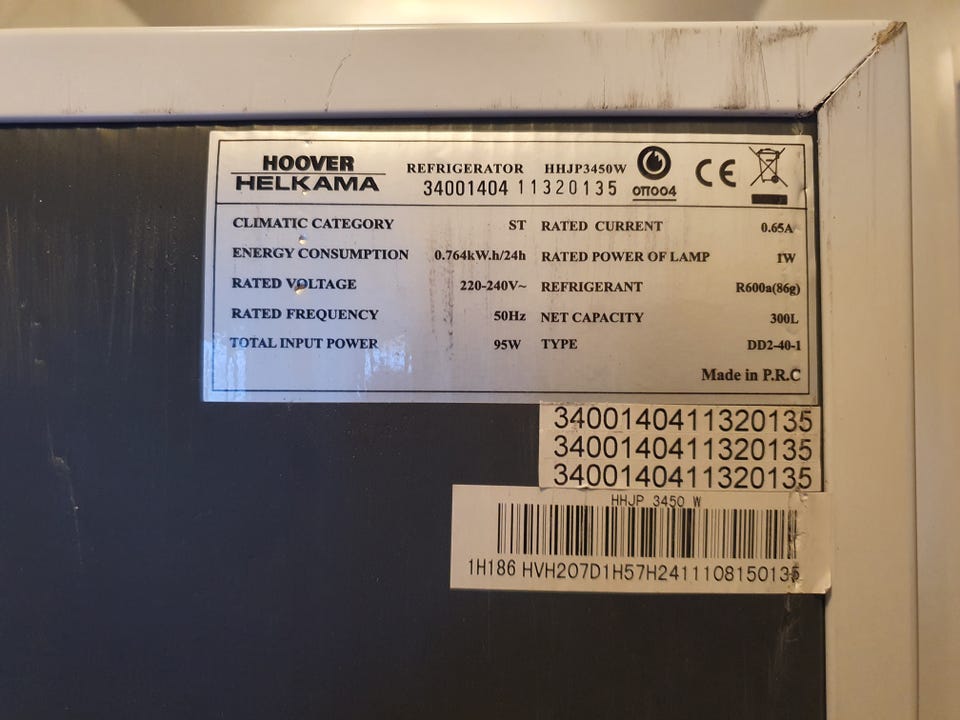 HOOVER
HELKAMA
REFRIGERATOR HHJP3450W
34001404 11320135
OTT004
CE
CLIMATIC CATEGORY ST RATED CURRENT 0.65A
ENERGY CONSUMPTION 0.764kW.h/24h RATED POWER OF LAMP 1W
RATED VOLTAGE 220-240V~ REFRIGERANT R600a(86g)
RATED FREQUENCY 50Hz NET CAPACITY 300L
TOTAL INPUT POWER 95W TYPE DD2-40-1
Made in P.R.C
3400140411320135
3400140411320135
3400140411320135
HHJP 3450 W
1H186 HVH207D1H57H2411108150135